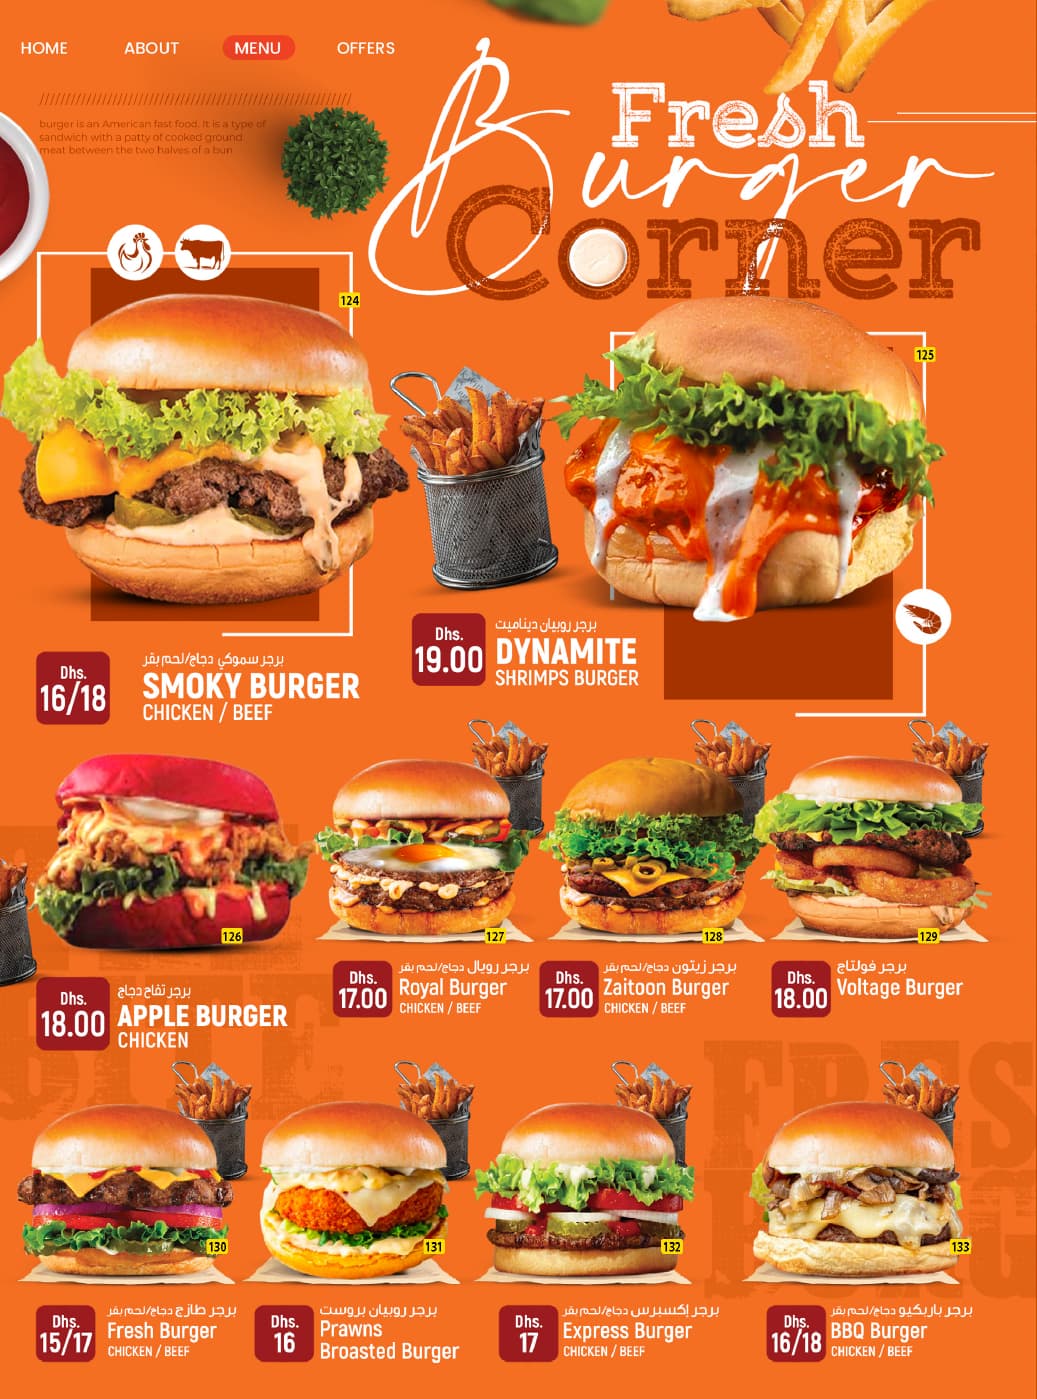 HOME ABOUT MENU OFFERS
burger is an American fast food. It is a type of
sandwich with a patty of cooked ground
meat between the two halves of a bun
Fresh
Burger
Corner
124
125
برجر سموكي دجاج/لحم بقر
Dhs.
16/18
SMOKY BURGER
CHICKEN / BEEF
برجر روبيان ديناميت
Dhs.
19.00
DYNAMITE
SHRIMPS BURGER
126
127
128
129
برجر تفاح دجاج
Dhs.
18.00
APPLE BURGER
CHICKEN
برجر رويال دجاج/لحم بقر
Dhs.
17.00
Royal Burger
CHICKEN / BEEF
برجر زيتون دجاج/لحم بقر
Dhs.
17.00
Zaitoon Burger
CHICKEN / BEEF
برجر فولتاج
Dhs.
18.00
Voltage Burger
130
131
132
133
برجر طازج دجاج/لحم بقر
Dhs.
15/17
Fresh Burger
CHICKEN / BEEF
برجر روبيان بروست
Dhs.
16
Prawns
Broasted Burger
برجر إكسبرس دجاج/لحم بقر
Dhs.
17
Express Burger
CHICKEN / BEEF
برجر باربكيو دجاج/لحم بقر
Dhs.
16/18
BBQ Burger
CHICKEN / BEEF